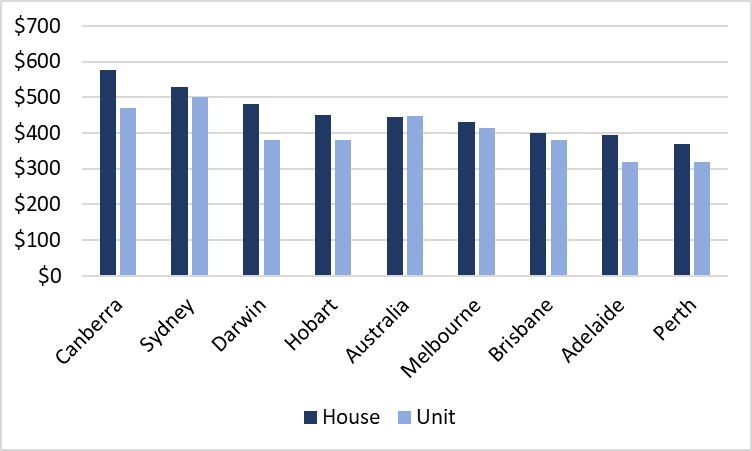 $700
$600
$500
$400
$300
$200
$100
$0
Canberra
Sydney
Darwin
Hobart
Australia
Melbourne
Brisbane
Adelaide
Perth
House Unit